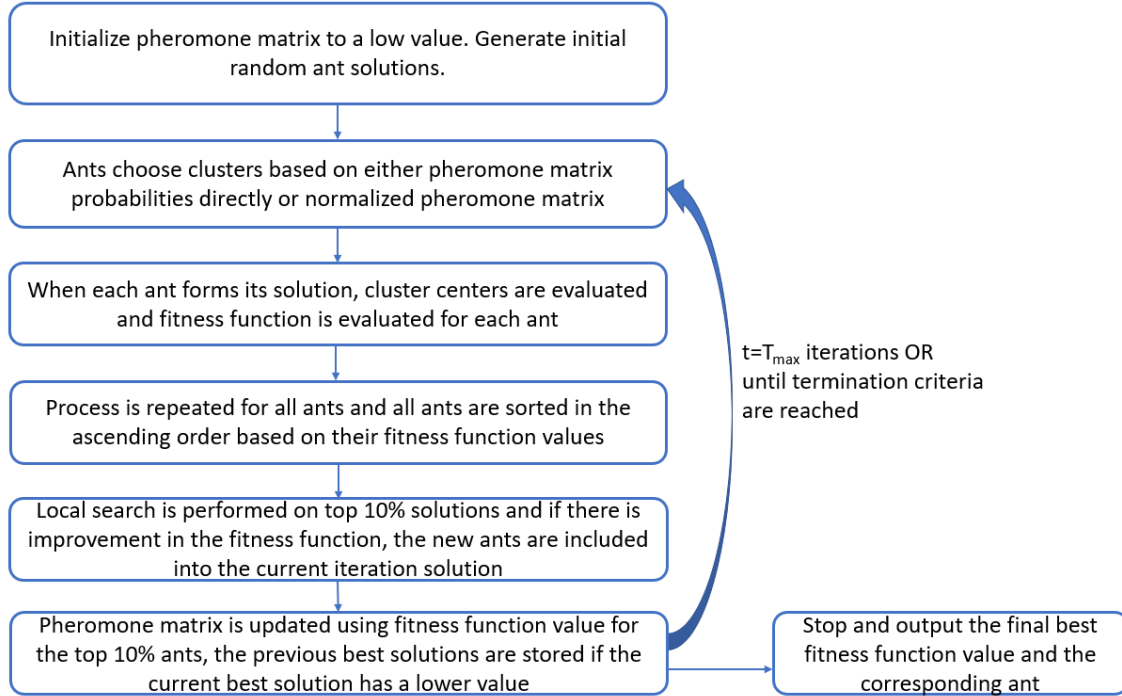 Initialize pheromone matrix to a low value. Generate initial
random ant solutions.
Ants choose clusters based on either pheromone matrix
probabilities directly or normalized pheromone matrix
When each ant forms its solution, cluster centers are evaluated
and fitness function is evaluated for each ant
Process is repeated for all ants and all ants are sorted in the
ascending order based on their fitness function values
Local search is performed on top 10% solutions and if there is
improvement in the fitness function, the new ants are included
into the current iteration solution
Pheromone matrix is updated using fitness function value for
the top 10% ants, the previous best solutions are stored if the
current best solution has a lower value
t=Tmax iterations OR
until termination criteria
are reached
Stop and output the final best
fitness function value and the
corresponding ant